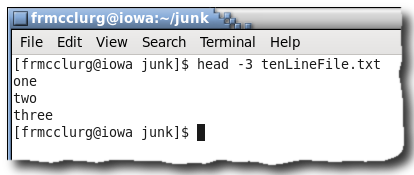 frmcclurg@iowa:~/junk
File Edit View Search Terminal Help
[frmcclurg@iowa junk]$ head -3 tenLineFile.txt
one
two
three
[frmcclurg@iowa junk]$